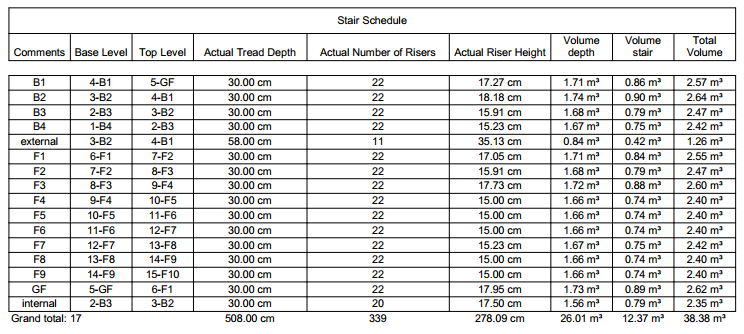 Stair Schedule
Comments Base Level Top Level Actual Tread Depth Actual Number of Risers Actual Riser Height Volume depth Volume stair Total Volume
B1 4-B1 5-GF 30.00 cm 22 17.27 cm 1.71 m³ 0.86 m³ 2.57 m³
B2 3-B2 4-B1 30.00 cm 22 18.18 cm 1.74 m³ 0.90 m³ 2.64 m³
B3 2-B3 3-B2 30.00 cm 22 15.91 cm 1.68 m³ 0.79 m³ 2.47 m³
B4 1-B4 2-B3 30.00 cm 22 15.23 cm 1.67 m³ 0.75 m³ 2.42 m³
external 3-B2 4-B1 58.00 cm 11 35.13 cm 0.84 m³ 0.42 m³ 1.26 m³
F1 6-F1 7-F2 30.00 cm 22 17.05 cm 1.71 m³ 0.84 m³ 2.55 m³
F2 7-F2 8-F3 30.00 cm 22 15.91 cm 1.68 m³ 0.79 m³ 2.47 m³
F3 8-F3 9-F4 30.00 cm 22 17.73 cm 1.72 m³ 0.88 m³ 2.60 m³
F4 9-F4 10-F5 30.00 cm 22 15.00 cm 1.66 m³ 0.74 m³ 2.40 m³
F5 10-F5 11-F6 30.00 cm 22 15.00 cm 1.66 m³ 0.74 m³ 2.40 m³
F6 11-F6 12-F7 30.00 cm 22 15.00 cm 1.66 m³ 0.74 m³ 2.40 m³
F7 12-F7 13-F8 30.00 cm 22 15.23 cm 1.67 m³ 0.75 m³ 2.42 m³
F8 13-F8 14-F9 30.00 cm 22 15.00 cm 1.66 m³ 0.74 m³ 2.40 m³
F9 14-F9 15-F10 30.00 cm 22 15.00 cm 1.66 m³ 0.74 m³ 2.40 m³
GF 5-GF 6-F1 30.00 cm 22 17.95 cm 1.73 m³ 0.89 m³ 2.62 m³
internal 2-B3 3-B2 30.00 cm 20 17.50 cm 1.56 m³ 0.79 m³ 2.35 m³
Grand total: 17 508.00 cm 339 278.09 cm 26.01 m³ 12.37 m³ 38.38 m³